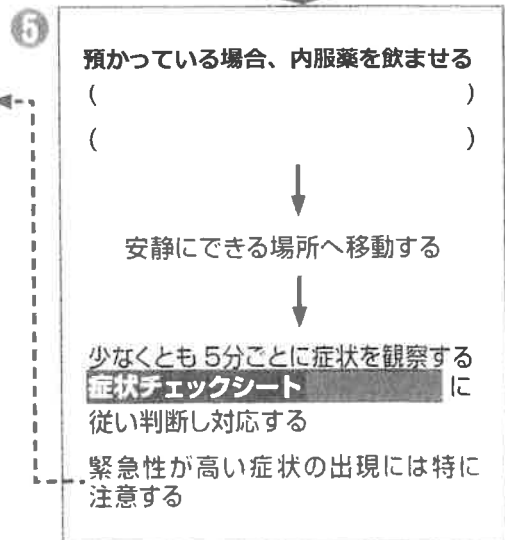 5
預かっている場合、内服薬を飲ませる
(                    )
(                    )
安静にできる場所へ移動する
少なくとも5分ごとに症状を観察する
症状チェックシート に
従い判断し対応する
緊急性が高い症状の出現には特に
注意する